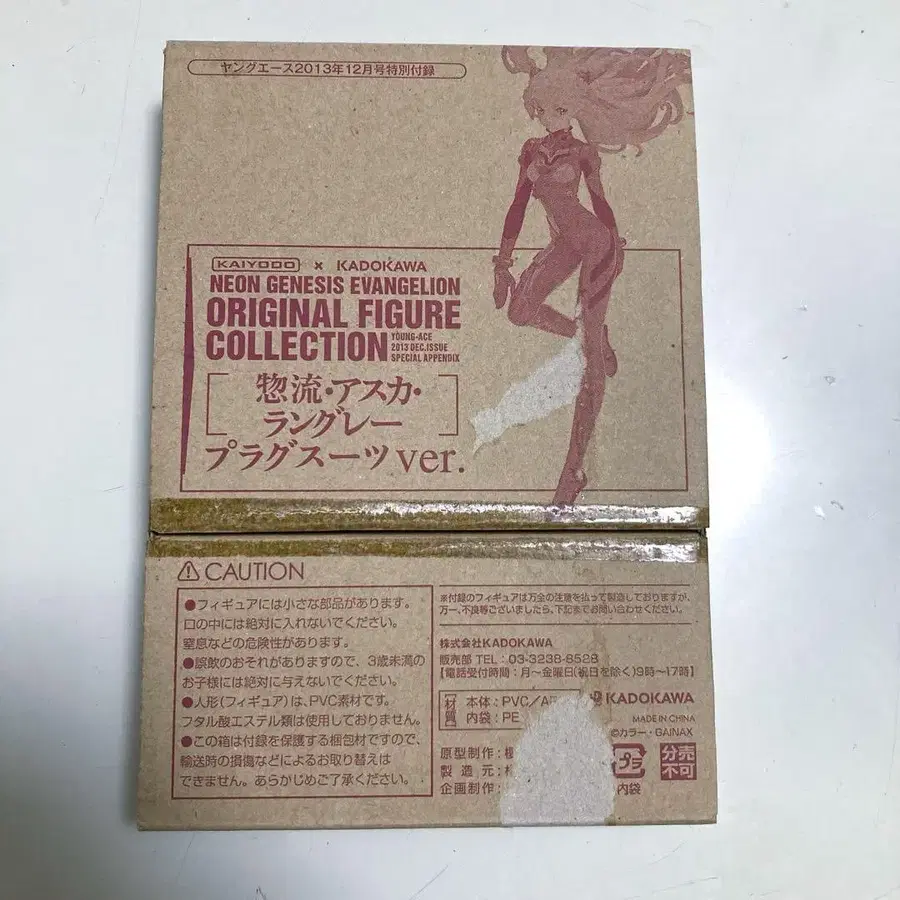 ヤングエース2013年12月号特別付録
KAIYODO × KADOKAWA
NEON GENESIS EVANGELION
ORIGINAL FIGURE
COLLECTION
YOUNG-ACE
2013 DEC.ISSUE
SPECIAL APPENDIX
惣流・アスカ・
ラングレー
プラグスーツ ver.
⚠ CAUTION
●フィギュアには小さな部品があります。
口の中には絶対に入れないでください。
窒息などの危険性があります。
●誤飲のおそれがありますので、3歳未満の
お子様には絶対に与えないでください。
●人形(フィギュア)は、PVC素材です。
フタル酸エステル類は使用しておりません。
●この箱は付録を保護する梱包材ですので、
輸送時の損傷などによるお取り替えは
できません。あらかじめご了承ください。
※付録のフィギュアは万全の注意を払って製造しておりますが、
万一、不良等ございましたら、下記までお問い合わせください。
株式会社KADOKAWA
販売部 TEL:03-3238-8528
【電話受付時間:月〜金曜日(祝日を除く)9時〜17時】
材質
本体:PVC/A
内袋:PE
KADOKAWA
MADE IN CHINA
©カラー・GAINAX
原型制作:
製造元:
企画制作:
プラ
内袋
分売
不可